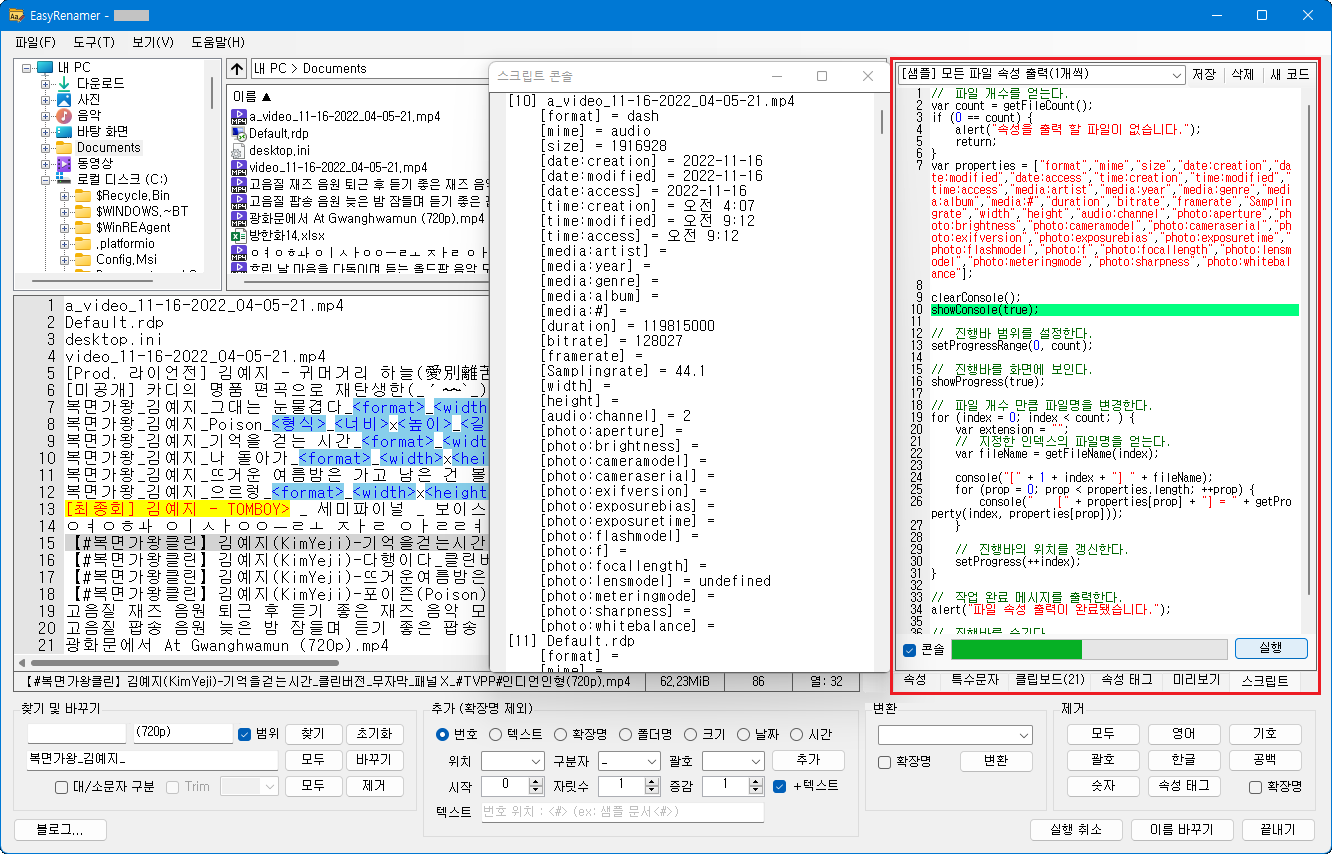 EasyRenamer -
파일(F) 도구(T) 보기(V) 도움말(H)
내 PC
다운로드
사진
음악
바탕 화면
Documents
동영상
로컬 디스크 (C:)
$Recycle.Bin
$WINDOWS.~BT
$WinREAgent
.platformio
Config.Msi
내 PC > Documents
이름 ▲
a_video_11-16-2022_04-05-21.mp4
Default.rdp
desktop.ini
video_11-16-2022_04-05-21.mp4
고음질 재즈 음원 퇴근 후 듣기 좋은 재즈 음
고음질 팝송 음원 늦은 밤 잠들며 듣기 좋은
광화문에서 At Gwanghwamun (720p).mp4
방한화14.xlsx
ㅇㅕㅇㅎㅘㅇㅣㅅㅏㅇㅇㅡㄹㅗ ㅈㅏㄹ ㅇ
흐린 날 마음을 다독이며 듣는 올드팝 음악 모
1 a_video_11-16-2022_04-05-21.mp4
2 Default.rdp
3 desktop.ini
4 video_11-16-2022_04-05-21.mp4
5 [Prod. 라이언전] 김예지 - 귀머거리 하늘(愛別離苦
6 [미공개] 카디의 명품 편곡으로 재탄생한
7 복면가왕_김예지_그대는 눈물겹다_<format>_<width
8 복면가왕_김예지_Poison_<형식>_<너비>x<높이>_<길
9 복면가왕_김예지_기억을 걷는 시간_<format>_<widt
10 복면가왕_김예지_나 돌아가_<format>_<width>x<hei
11 복면가왕_김예지_뜨거운 여름밤은 가고 남은 건 볼
12 복면가왕_김예지_으르렁_<format>_<width>x<height
13 [최종회] 김예지 - TOMBOY> _ 세미파이널 - 보이스
14 ㅇㅕㅇㅎㅘ ㅇㅣㅅㅏㅇㅇㅡㄹㅗ ㅈㅏㄹ ㅇㅏㄹㄹㅕ
15 【#복면가왕클린】김예지(KimYeji)-기억을걷는시간
16 【#복면가왕클린】김예지(KimYeji)-다행이다_클린버
17 【#복면가왕클린】김예지(KimYeji)-뜨거운여름밤은
18 【#복면가왕클린】김예지(KimYeji)-포이즌(Poison)
19 고음질 재즈 음원 퇴근 후 듣기 좋은 재즈 음악 모
20 고음질 팝송 음원 늦은 밤 잠들며 듣기 좋은 팝송
21 광화문에서 At Gwanghwamun (720p).mp4
스크립트 콘솔
[10] a_video_11-16-2022_04-05-21.mp4
[format] = dash
[mime] = audio
[size] = 1916928
[date:creation] = 2022-11-16
[date:modified] = 2022-11-16
[date:access] = 2022-11-16
[time:creation] = 오전 4:07
[time:modified] = 오전 9:12
[time:access] = 오전 9:12
[media:artist] =
[media:year] =
[media:genre] =
[media:album] =
[media:#] =
[duration] = 119815000
[bitrate] = 128027
[framerate] =
[Samplingrate] = 44.1
[width] =
[height] =
[audio:channel] = 2
[photo:aperture] =
[photo:brightness] =
[photo:cameramodel] =
[photo:cameraserial] =
[photo:exifversion] =
[photo:exposurebias] =
[photo:exposuretime] =
[photo:flashmodel] =
[photo:f] =
[photo:focallength] =
[photo:lensmodel] = undefined
[photo:meteringmode] =
[photo:sharpness] =
[photo:whitebalance] =
[11] Default.rdp
[format] =
[mime] =
[샘플] 모든 파일 속성 출력(1개씩) 저장 삭제 새 코드
1 // 파일 개수를 얻는다.
2 var count = getFileCount();
3 if (0 == count) {
4 alert("속성을 출력 할 파일이 없습니다.");
5 return;
6 }
7 var properties = ["format","mime","size","date:creation","da
te:modified","date:access","time:creation","time:modified",
"time:access","media:artist","media:year","media:genre","medi
a:album","media:#","duration","bitrate","framerate","Samplin
grate","width","height","audio:channel","photo:aperture","ph
oto:brightness","photo:cameramodel","photo:cameraserial","ph
oto:exifversion","photo:exposurebias","photo:exposuretime","
photo:flashmodel","photo:f","photo:focallength","photo:lensm
odel","photo:meteringmode","photo:sharpness","photo:whitebal
ance"];
8
9 clearConsole();
10 showConsole(true);
11
12 // 진행바 범위를 설정한다.
13 setProgressRange(0, count);
14
15 // 진행바를 화면에 보인다.
16 showProgress(true);
17
18 // 파일 개수 만큼 파일명을 변경한다.
19 for (index = 0; index < count; ) {
20 var extension = "";
21 // 지정한 인덱스의 파일명을 얻는다.
22 var fileName = getFileName(index);
23
24 console("[" + 1 + index + "] " + fileName);
25 for (prop = 0; prop < properties.length; ++prop) {
26 console(" [" + properties[prop] + "] = " + getPro
perty(index, properties[prop]));
27 }
28
29 // 진행바의 위치를 갱신한다.
30 setProgress(++index);
31 }
32
33 // 작업 완료 메시지를 출력한다.
34 alert("파일 속성 출력이 완료됐습니다.");
35
36 // 진행바를 숨긴다.
콘솔 실행
속성 특수문자 클립보드(21) 속성 태그 미리보기 스크립트
【#복면가왕클린】김예지(KimYeji)-기억을걷는시간_클린버전_무자막_패널 X_#TVPP#인디언인형(720p).mp4 62.23MiB 86 열: 32
찾기 및 바꾸기
(720p) 범위 찾기 초기화
복면가왕_김예지_ 모두 바꾸기
대/소문자 구분 Trim 모두 제거
추가 (확장명 제외)
번호 텍스트 확장명 폴더명 크기 날짜 시간
위치 구분자 _ 괄호 추가
시작 0 자릿수 1 증감 1 +텍스트
텍스트 번호 위치 : <#> (ex: 샘플 문서<#>)
변환
확장명 변환
제거
모두 영어 기호
괄호 한글 공백
숫자 속성 태그 확장명
블로그... 실행 취소 이름 바꾸기 끝내기